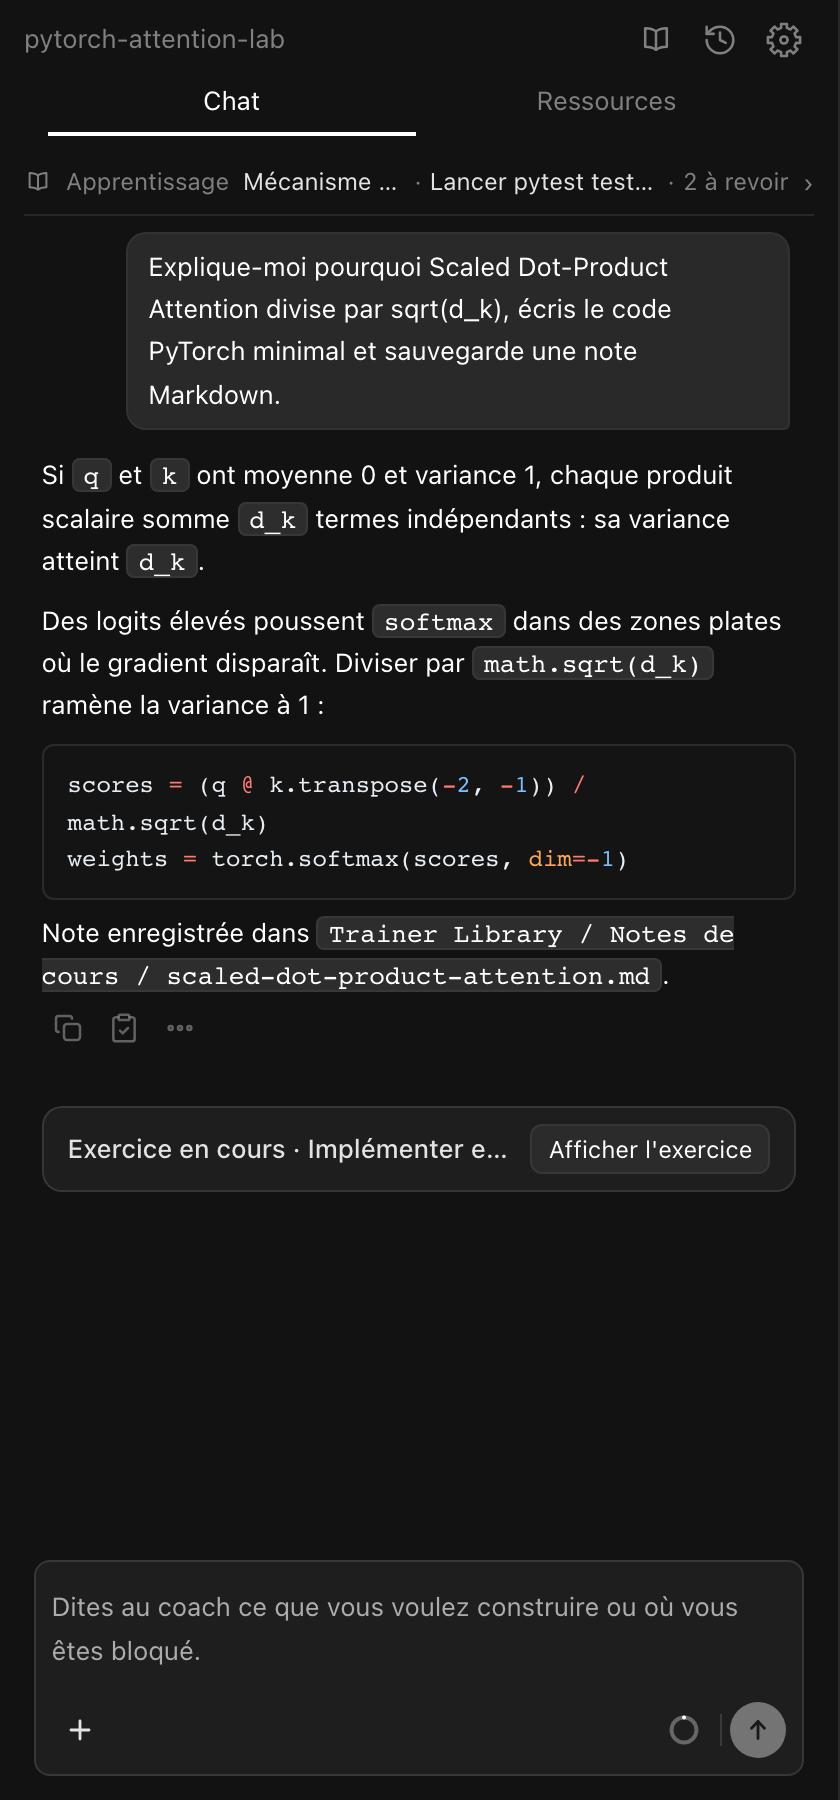 pytorch-attention-lab
Chat
Ressources
Apprentissage Mécanisme ... · Lancer pytest test... · 2 à revoir ›
Explique-moi pourquoi Scaled Dot-Product
Attention divise par sqrt(d_k), écris le code
PyTorch minimal et sauvegarde une note
Markdown.
Si q et k ont moyenne 0 et variance 1, chaque produit
scalaire somme d_k termes indépendants : sa variance
atteint d_k.
Des logits élevés poussent softmax dans des zones plates
où le gradient disparaît. Diviser par math.sqrt(d_k)
ramène la variance à 1 :
scores = (q @ k.transpose(-2, -1)) /
math.sqrt(d_k)
weights = torch.softmax(scores, dim=-1)
Note enregistrée dans Trainer Library / Notes de
cours / scaled-dot-product-attention.md.
Exercice en cours · Implémenter e...
Afficher l'exercice
Dites au coach ce que vous voulez construire ou où vous
êtes bloqué.